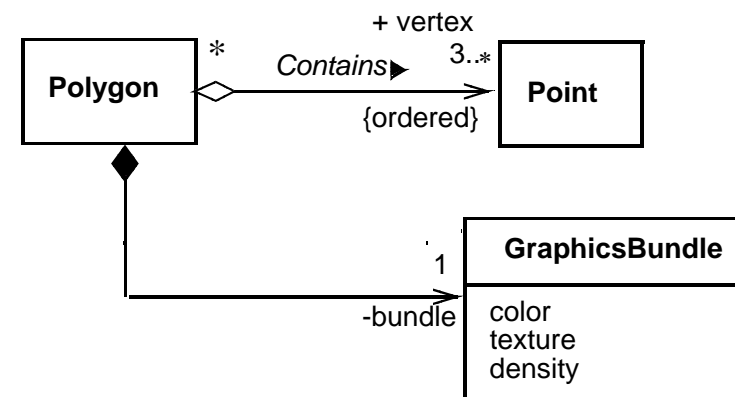 + vertex
*
Contains
3..*
Polygon
Point
{ordered}
GraphicsBundle
1
-bundle
color
texture
density